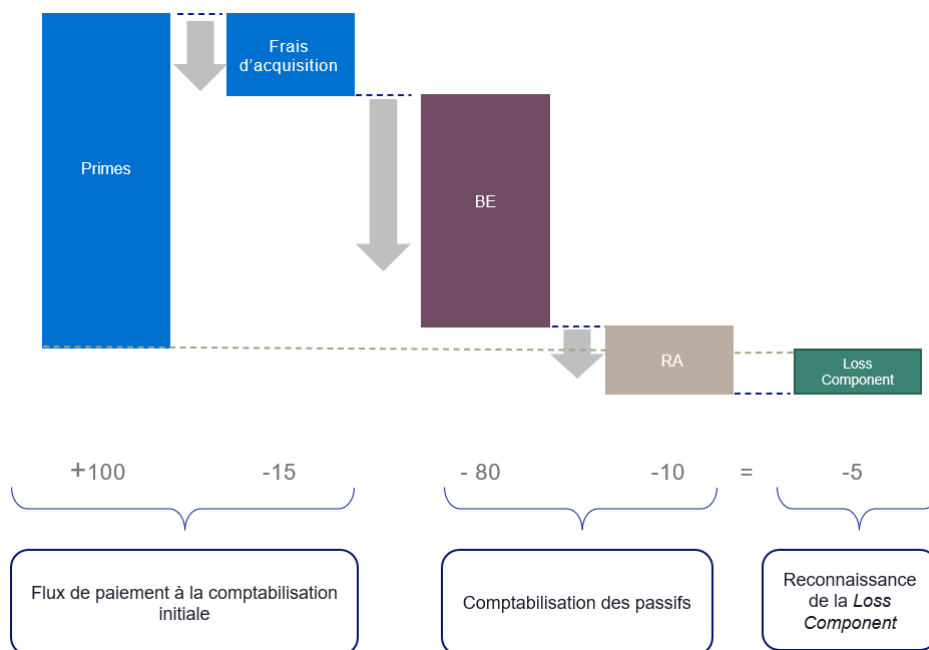 Frais
d'acquisition
Primes
BE
RA
Loss
Component
+100
-15
- 80
-10
=
-5
Flux de paiement à la comptabilisation
initiale
Comptabilisation des passifs
Reconnaissance
de la Loss
Component